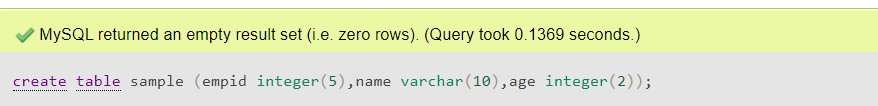 MySQL returned an empty result set (i.e. zero rows). (Query took 0.1369 seconds.)
create table sample (empid integer(5),name varchar(10),age integer(2));